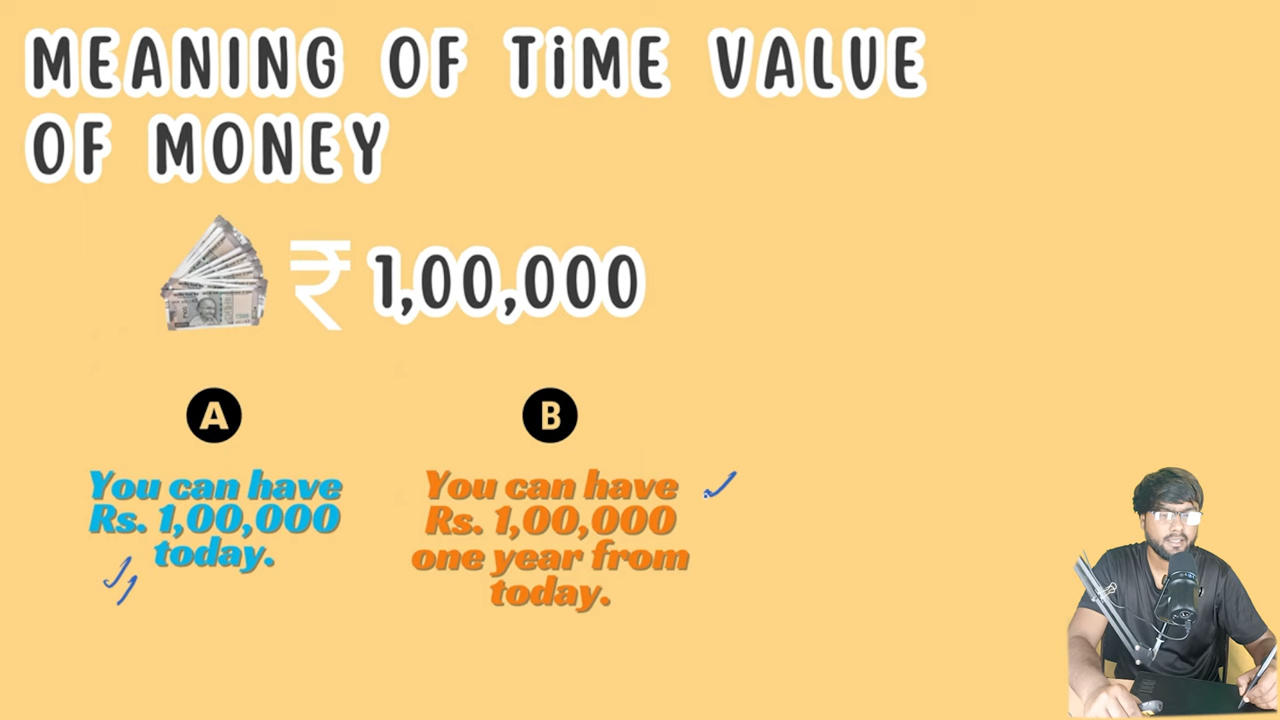 MEANING OF TiME VALUE
OF MONEY
₹ 1,00,000
A
You can have
Rs. 1,00,000
today.
B
You can have
Rs. 1,00,000
one year from
today.